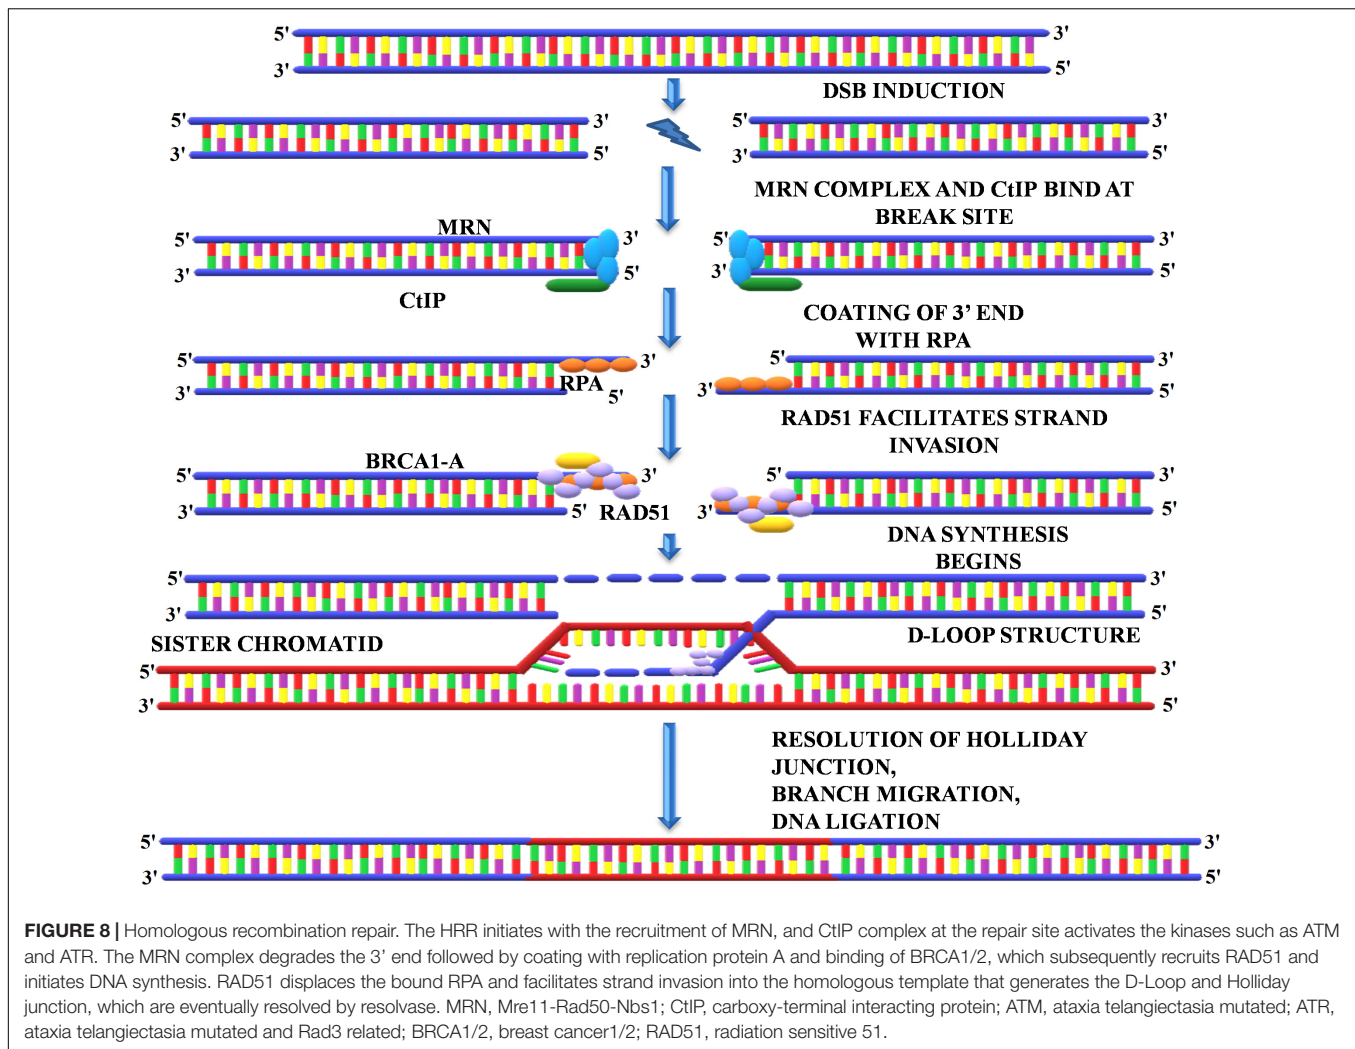 5' 3'
3' 5'
DSB INDUCTION
5' 3' 5' 3'
3' 5' 3' 5'
MRN COMPLEX AND CtIP BIND AT
BREAK SITE
MRN
5' 3' 5' 3'
3' 5' 3' 5'
CtIP
COATING OF 3’ END
WITH RPA
5' 3' 5' 3'
RPA
3' 5' 3' 5'
RAD51 FACILITATES STRAND
INVASION
BRCA1-A
5' 3' 5' 3'
3' 5' 3' 5'
RAD51
DNA SYNTHESIS
BEGINS
5' 3'
3' 5'
SISTER CHROMATID D-LOOP STRUCTURE
5' 3'
3' 5'
RESOLUTION OF HOLLIDAY
JUNCTION,
BRANCH MIGRATION,
DNA LIGATION
5' 3'
3' 5'
FIGURE 8 | Homologous recombination repair. The HRR initiates with the recruitment of MRN, and CtIP complex at the repair site activates the kinases such as ATM
and ATR. The MRN complex degrades the 3’ end followed by coating with replication protein A and binding of BRCA1/2, which subsequently recruits RAD51 and
initiates DNA synthesis. RAD51 displaces the bound RPA and facilitates strand invasion into the homologous template that generates the D-Loop and Holliday
junction, which are eventually resolved by resolvase. MRN, Mre11-Rad50-Nbs1; CtIP, carboxy-terminal interacting protein; ATM, ataxia telangiectasia mutated; ATR,
ataxia telangiectasia mutated and Rad3 related; BRCA1/2, breast cancer1/2; RAD51, radiation sensitive 51.